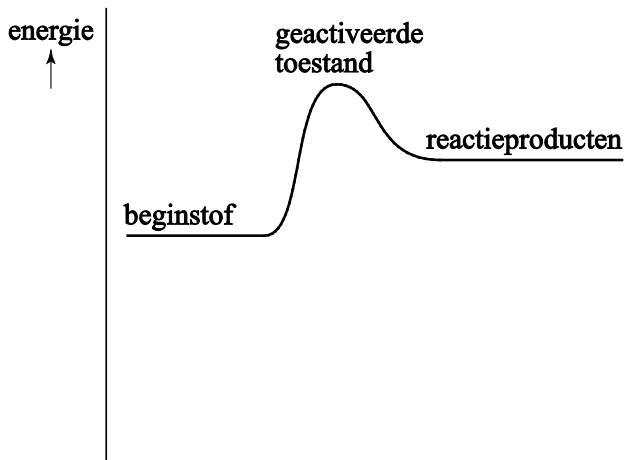 energie
geactiveerde
toestand
reactieproducten
beginstof